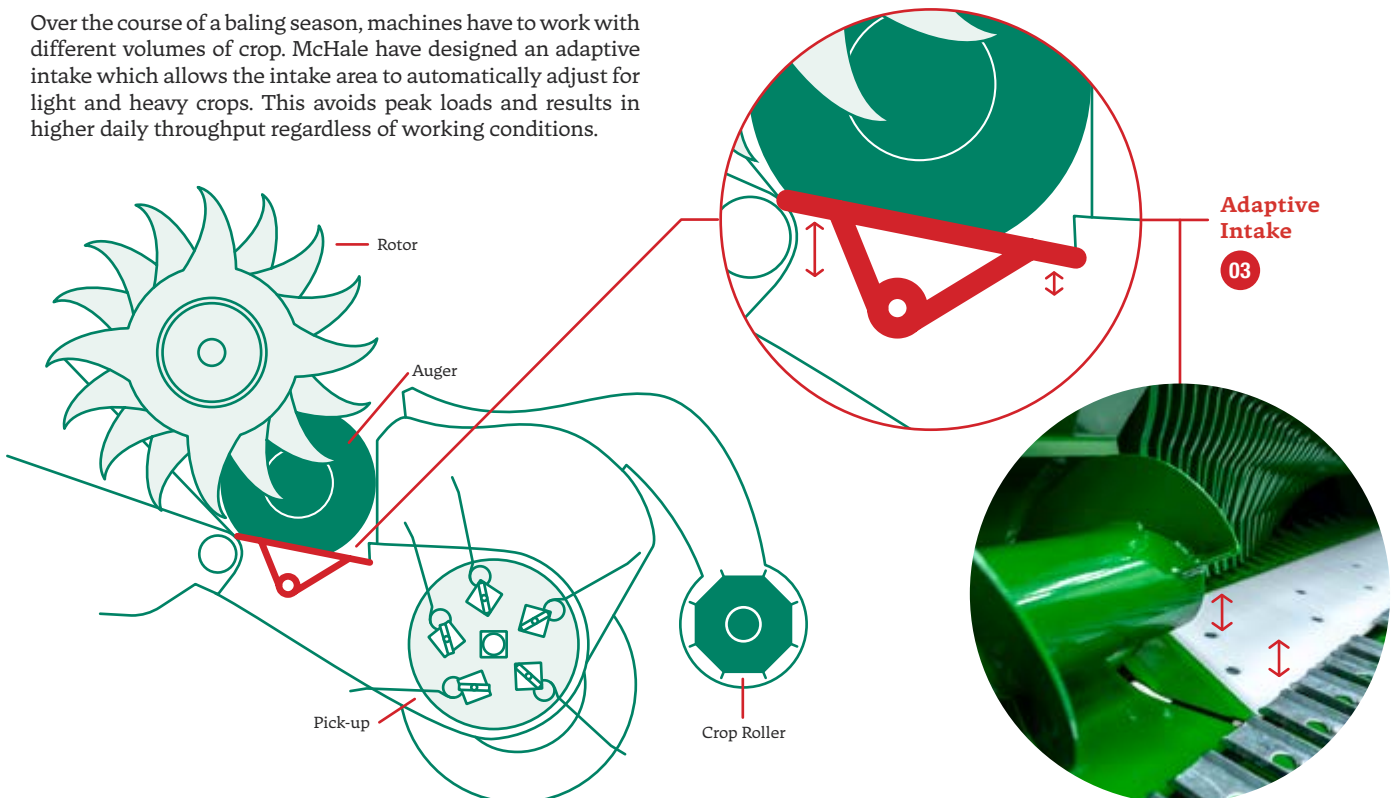 Over the course of a baling season, machines have to work with
different volumes of crop. McHale have designed an adaptive
intake which allows the intake area to automatically adjust for
light and heavy crops. This avoids peak loads and results in
higher daily throughput regardless of working conditions.
Rotor
Auger
Pick-up
Crop Roller
Adaptive
Intake
03